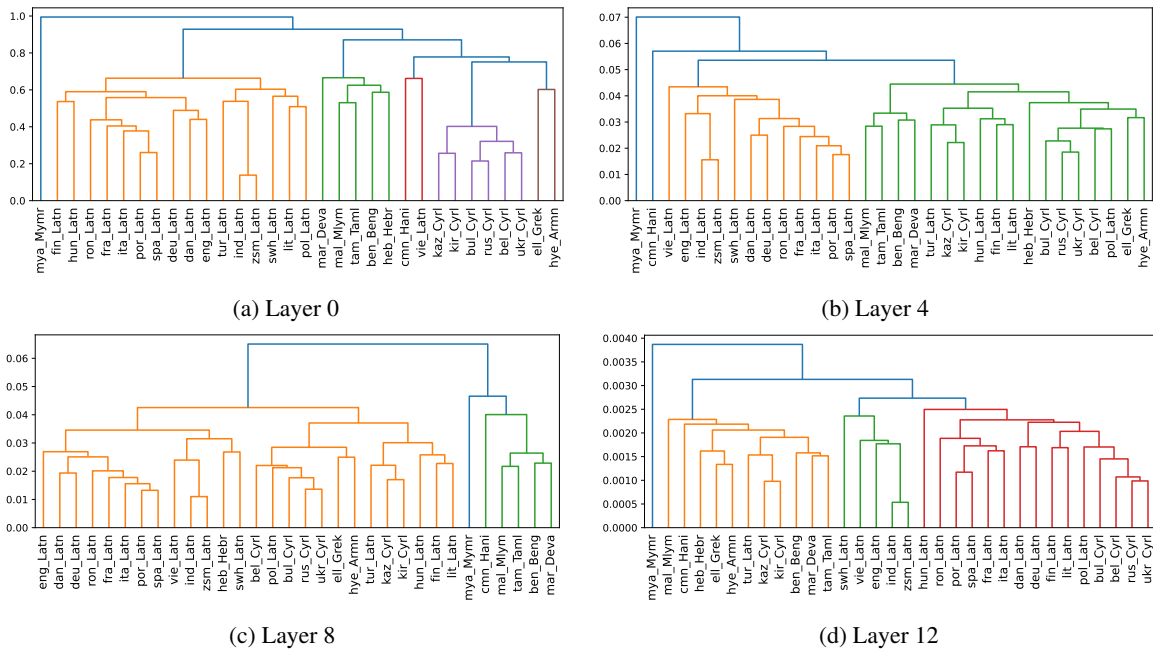 1.0
0.8
0.6
0.4
0.2
0.0
mya_Mymr
fin_Latn
hun_Latn
ron_Latn
fra_Latn
ita_Latn
por_Latn
spa_Latn
deu_Latn
dan_Latn
eng_Latn
tur_Latn
ind_Latn
zsm_Latn
swh_Latn
lit_Latn
pol_Latn
mar_Deva
mal_Mlym
tam_Taml
ben_Beng
heb_Hebr
cmn_Hani
vie_Latn
kaz_Cyrl
kir_Cyrl
bul_Cyrl
rus_Cyrl
bel_Cyrl
ukr_Cyrl
ell_Grek
hye_Armn
(a) Layer 0
0.07
0.06
0.05
0.04
0.03
0.02
0.01
0.00
mya_Mymr
cmn_Hani
vie_Latn
eng_Latn
ind_Latn
zsm_Latn
swh_Latn
dan_Latn
deu_Latn
ron_Latn
fra_Latn
ita_Latn
por_Latn
spa_Latn
mal_Mlym
tam_Taml
ben_Beng
mar_Deva
tur_Latn
kaz_Cyrl
kir_Cyrl
hun_Latn
fin_Latn
lit_Latn
heb_Hebr
bul_Cyrl
rus_Cyrl
ukr_Cyrl
bel_Cyrl
pol_Latn
ell_Grek
hye_Armn
(b) Layer 4
0.06
0.05
0.04
0.03
0.02
0.01
0.00
eng_Latn
dan_Latn
deu_Latn
ron_Latn
fra_Latn
ita_Latn
por_Latn
spa_Latn
vie_Latn
ind_Latn
zsm_Latn
heb_Hebr
swh_Latn
bel_Cyrl
pol_Latn
bul_Cyrl
rus_Cyrl
ukr_Cyrl
ell_Grek
hye_Armn
tur_Latn
kaz_Cyrl
kir_Cyrl
hun_Latn
fin_Latn
lit_Latn
mya_Mymr
cmn_Hani
mal_Mlym
tam_Taml
ben_Beng
mar_Deva
(c) Layer 8
0.0040
0.0035
0.0030
0.0025
0.0020
0.0015
0.0010
0.0005
0.0000
mya_Mymr
mal_Mlym
cmn_Hani
heb_Hebr
ell_Grek
hye_Armn
tur_Latn
kaz_Cyrl
kir_Cyrl
ben_Beng
mar_Deva
tam_Taml
swh_Latn
vie_Latn
eng_Latn
ind_Latn
zsm_Latn
hun_Latn
ron_Latn
por_Latn
spa_Latn
fra_Latn
ita_Latn
dan_Latn
deu_Latn
fin_Latn
lit_Latn
pol_Latn
bul_Cyrl
bel_Cyrl
rus_Cyrl
ukr_Cyrl
(d) Layer 12